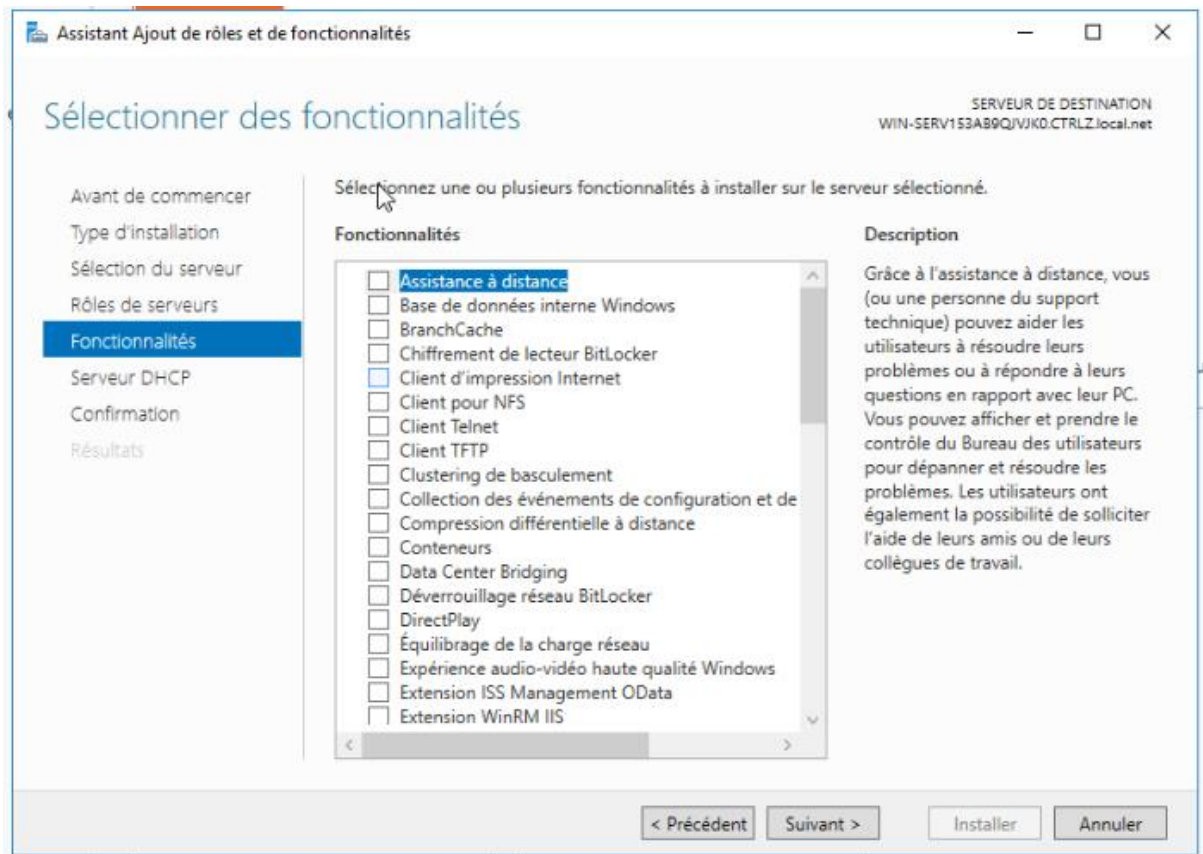 Assistant Ajout de rôles et de fonctionnalités
Sélectionner des fonctionnalités
SERVEUR DE DESTINATION
WIN-SERV153AB9QJVJK0.CTRLZ.local.net
Avant de commencer
Type d'installation
Sélection du serveur
Rôles de serveurs
Fonctionnalités
Serveur DHCP
Confirmation
Résultats
Sélectionnez une ou plusieurs fonctionnalités à installer sur le serveur sélectionné.
Fonctionnalités
Assistance à distance
Base de données interne Windows
BranchCache
Chiffrement de lecteur BitLocker
Client d'impression Internet
Client pour NFS
Client Telnet
Client TFTP
Clustering de basculement
Collection des événements de configuration et de
Compression différentielle à distance
Conteneurs
Data Center Bridging
Déverrouillage réseau BitLocker
DirectPlay
Équilibrage de la charge réseau
Expérience audio-vidéo haute qualité Windows
Extension ISS Management OData
Extension WinRM IIS
Description
Grâce à l'assistance à distance, vous
(ou une personne du support
technique) pouvez aider les
utilisateurs à résoudre leurs
problèmes ou à répondre à leurs
questions en rapport avec leur PC.
Vous pouvez afficher et prendre le
contrôle du Bureau des utilisateurs
pour dépanner et résoudre les
problèmes. Les utilisateurs ont
également la possibilité de solliciter
l'aide de leurs amis ou de leurs
collègues de travail.
< Précédent
Suivant >
Installer
Annuler